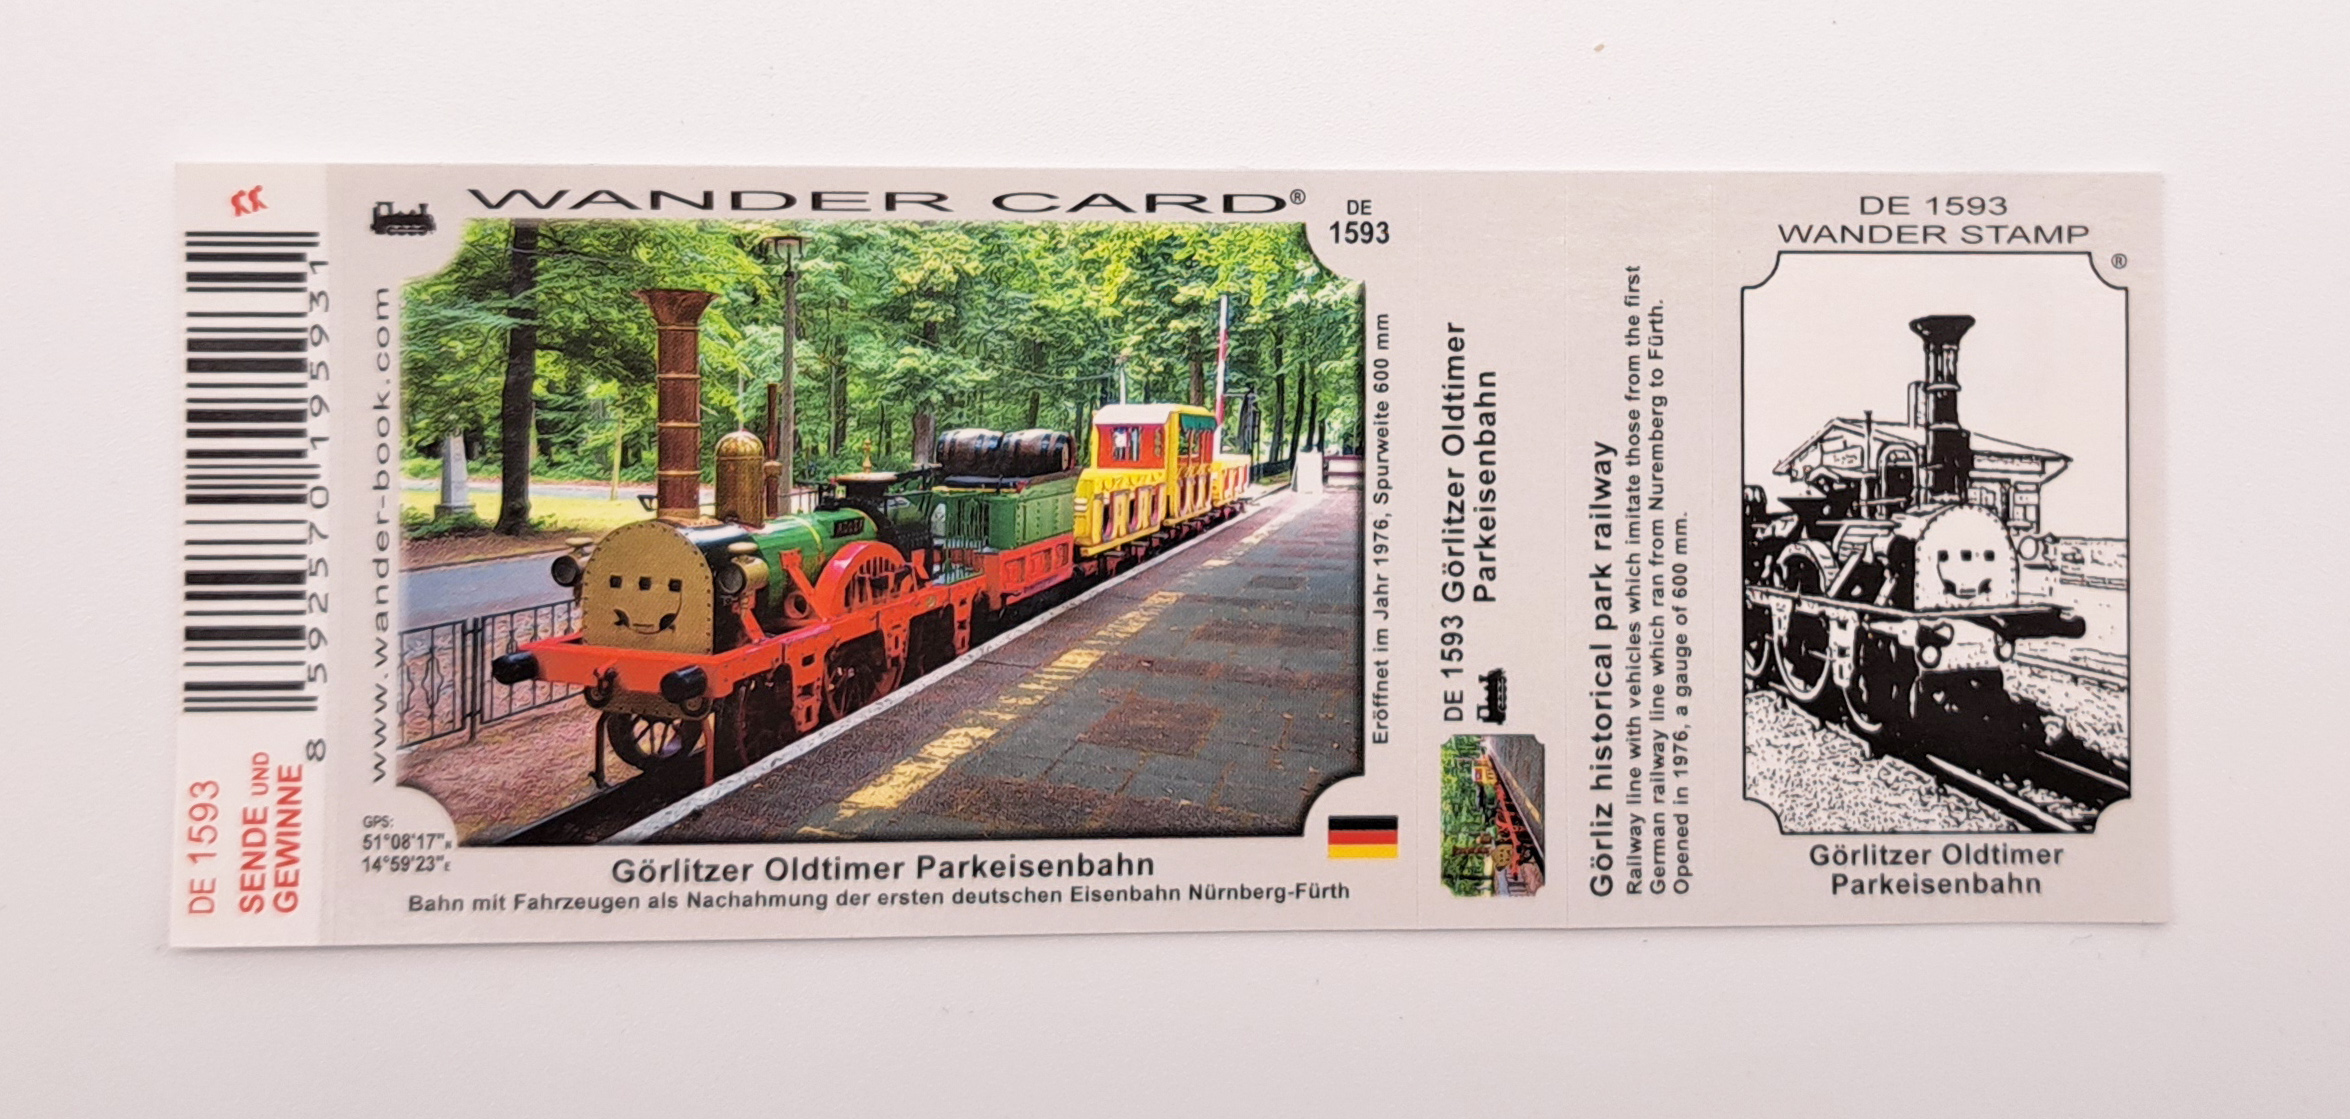 DE 1593
SENDE UND
GEWINNE
8 592570 195931
www.wander-book.com
WANDER CARD®
DE
1593
Eröffnet im Jahr 1976, Spurweite 600 mm
GPS:
51°08'17"N
14°59'23"E
Görlitzer Oldtimer Parkeisenbahn
Bahn mit Fahrzeugen als Nachahmung der ersten deutschen Eisenbahn Nürnberg-Fürth
DE 1593 Görlitzer Oldtimer
Parkeisenbahn
Görliz historical park railway
Railway line with vehicles which imitate those from the first
German railway line which ran from Nuremberg to Fürth.
Opened in 1976, a gauge of 600 mm.
DE 1593
WANDER STAMP
®
Görlitzer Oldtimer
Parkeisenbahn